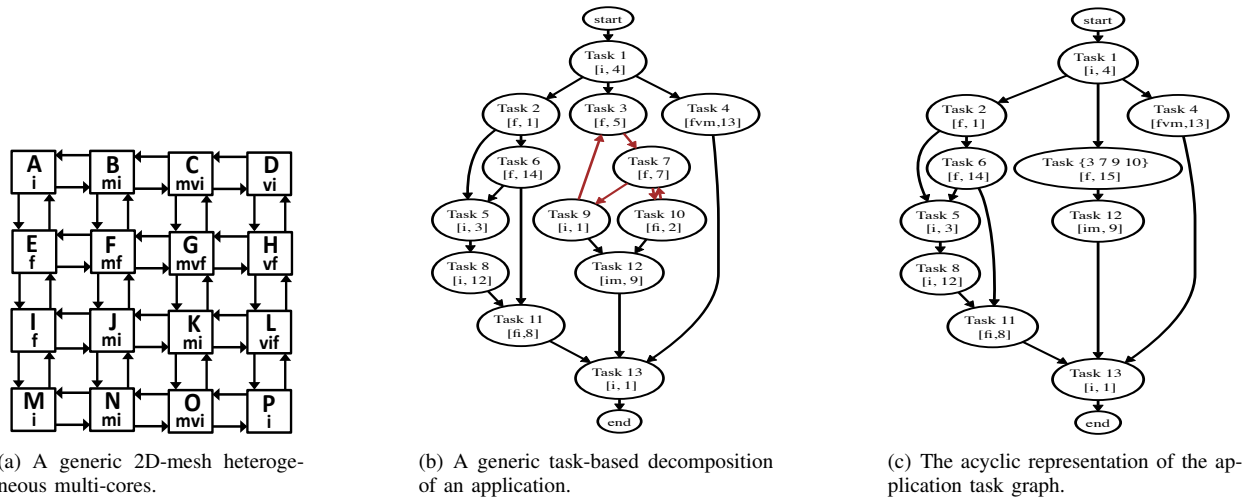 A
i
B
mi
C
mvi
D
vi
E
f
F
mf
G
mvf
H
vf
I
f
J
mi
K
mi
L
vif
M
i
N
mi
O
mvi
P
i
(a) A generic 2D-mesh heteroge-
neous multi-cores.
start
Task 1
[i, 4]
Task 2
[f, 1]
Task 3
[f, 5]
Task 4
[fvm,13]
Task 6
[f, 14]
Task 7
[f, 7]
Task 5
[i, 3]
Task 9
[i, 1]
Task 10
[fi, 2]
Task 8
[i, 12]
Task 12
[im, 9]
Task 11
[fi,8]
Task 13
[i, 1]
end
(b) A generic task-based decomposition
of an application.
start
Task 1
[i, 4]
Task 2
[f, 1]
Task 4
[fvm,13]
Task 6
[f, 14]
Task {3 7 9 10}
[f, 15]
Task 5
[i, 3]
Task 12
[im, 9]
Task 8
[i, 12]
Task 11
[fi,8]
Task 13
[i, 1]
end
(c) The acyclic representation of the ap-
plication task graph.